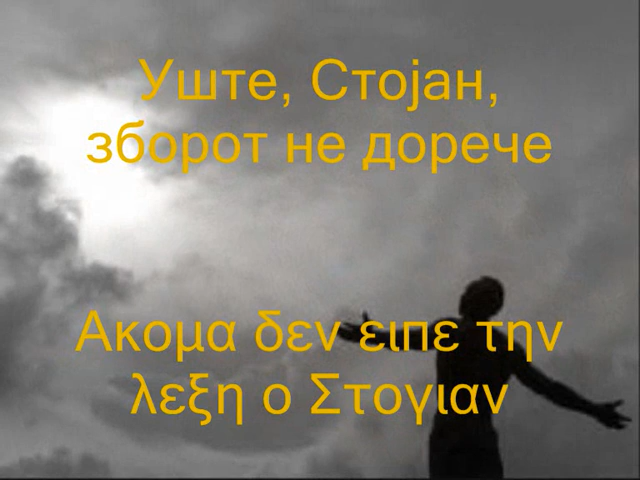 Уште, Стојан,
зборот не дорече
Ακομα δεν ειπε την
λεξη ο Στογιαν